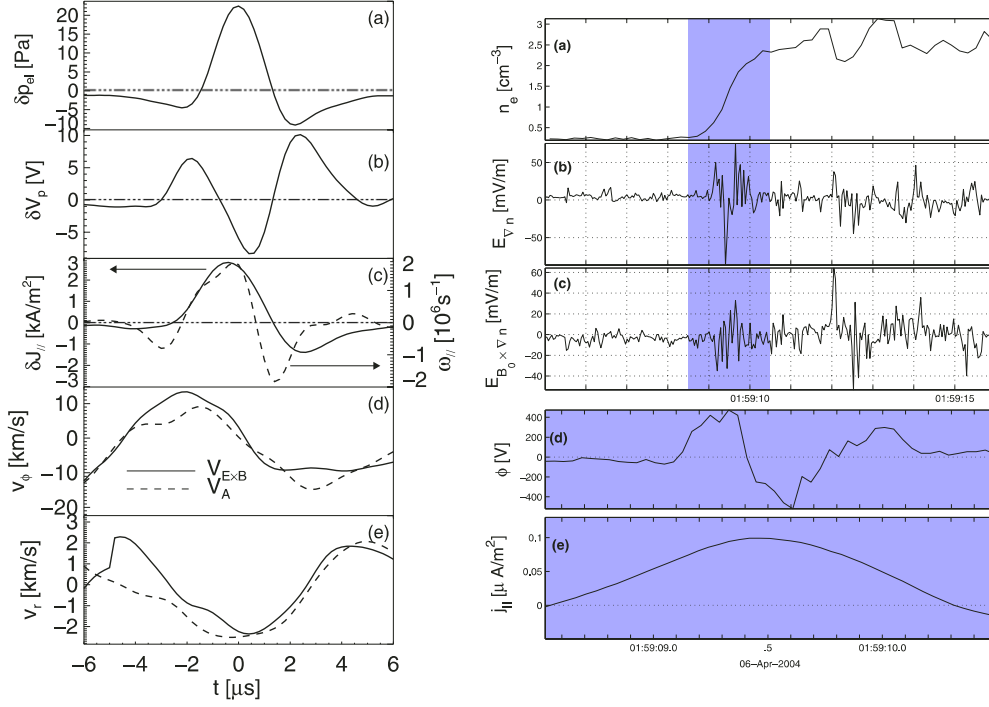 (a)
δp_el [Pa]
20
15
10
5
0
−5
−10
(b)
δV_p [V]
10
5
0
−5
(c)
δJ_// [kA/m²]
3
2
1
0
−1
−2
−3
ω_// [10⁶s⁻¹]
2
1
0
−1
−2
(d)
v_ϕ [km/s]
20
10
0
−10
−20
V_E×B
V_A
(e)
v_r [km/s]
3
2
1
0
−1
−2
−6 −4 −2 0 2 4 6
t [μs]
(a)
n_e [cm⁻³]
3
2.5
2
1.5
1
0.5
(b)
E_∇ n [mV/m]
50
0
−50
(c)
E_B₀ × ∇ n [mV/m]
60
40
20
0
−20
−40
01:59:10 01:59:15
(d)
ϕ [V]
400
200
0
−200
−400
(e)
j_II [μ A/m²]
0.1
0.05
0
01:59:09.0 .5 01:59:10.0
06−Apr−2004